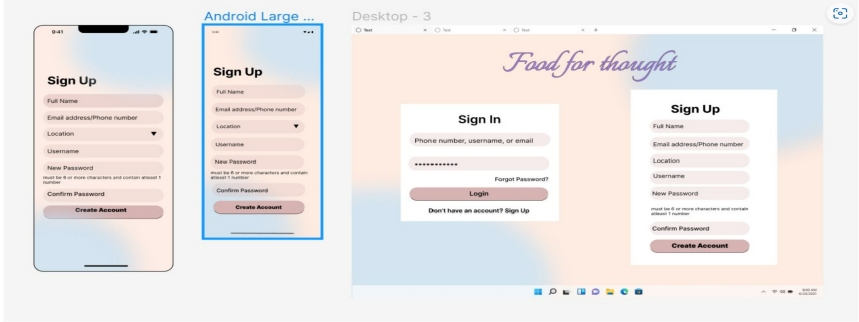 Android Large ...
Desktop - 3
9:41
Sign Up
Full Name
Email address/Phone number
Location
Username
New Password
must be 6 or more characters and contain atleast 1
number
Confirm Password
Create Account
Sign Up
Full Name
Email address/Phone number
Location
Username
New Password
must be 6 or more characters and contain
atleast 1 number
Confirm Password
Create Account
Food for thought
Sign In
Phone number, username, or email
Forgot Password?
Login
Don't have an account? Sign Up
Sign Up
Full Name
Email address/Phone number
Location
Username
New Password
must be 6 or more characters and contain
atleast 1 number
Confirm Password
Create Account